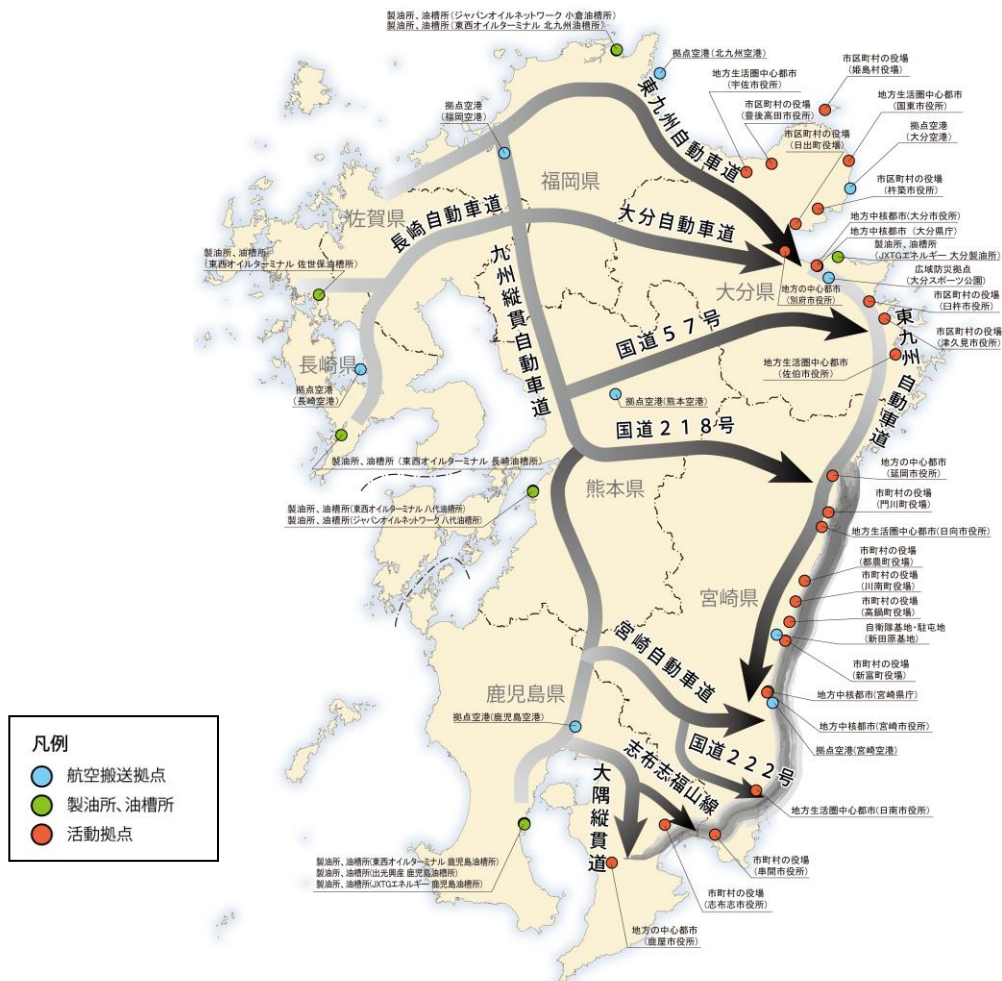 製油所、油槽所(ジャパンオイルネットワーク 小倉油槽所)
製油所、油槽所(東西オイルターミナル 北九州油槽所)
拠点空港(北九州空港)
地方生活圏中心都市
(宇佐市役所)
市区町村の役場
(姫島村役場)
市区町村の役場
(豊後高田市役所)
地方生活圏中心都市
(国東市役所)
拠点空港
(福岡空港)
市区町村の役場
(日出町役場)
拠点空港
(大分空港)
東九州自動車道
福岡県
市区町村の役場
(杵築市役所)
佐賀県
長崎自動車道
大分自動車道
地方中核都市(大分市役所)
地方中核都市(大分県庁)
製油所、油槽所
(JXTGエネルギー 大分製油所)
製油所、油槽所
(東西オイルターミナル 佐世保油槽所)
広域防災拠点
(大分スポーツ公園)
大分県
地方の中心都市
(別府市役所)
市区町村の役場
(臼杵市役所)
九州縦貫自動車道
国道57号
市区町村の役場
(津久見市役所)
東九州自動車道
長崎県
地方生活圏中心都市
(佐伯市役所)
拠点空港
(長崎空港)
拠点空港(熊本空港)
国道218号
製油所、油槽所(東西オイルターミナル 長崎油槽所)
熊本県
地方の中心都市
(延岡市役所)
製油所、油槽所(東西オイルターミナル 八代油槽所)
製油所、油槽所(ジャパンオイルネットワーク 八代油槽所)
市町村の役場
(門川町役場)
地方生活圏中心都市(日向市役所)
市町村の役場
(都農町役場)
市町村の役場
(川南町役場)
宮崎県
市町村の役場
(高鍋町役場)
自衛隊基地・駐屯地
(新田原基地)
宮崎自動車道
市町村の役場
(新富町役場)
鹿児島県
地方中核都市(宮崎県庁)
拠点空港(鹿児島空港)
地方中核都市(宮崎市役所)
拠点空港(宮崎空港)
国道222号
志布志福山線
大隅縦貫道
地方生活圏中心都市(日南市役所)
凡例
航空搬送拠点
製油所、油槽所
活動拠点
製油所、油槽所(東西オイルターミナル 鹿児島油槽所)
製油所、油槽所(出光興産 鹿児島油槽所)
製油所、油槽所(JXTGエネルギー 鹿児島油槽所)
市町村の役場
(串間市役所)
市町村の役場
(志布志市役所)
地方の中心都市
(鹿屋市役所)